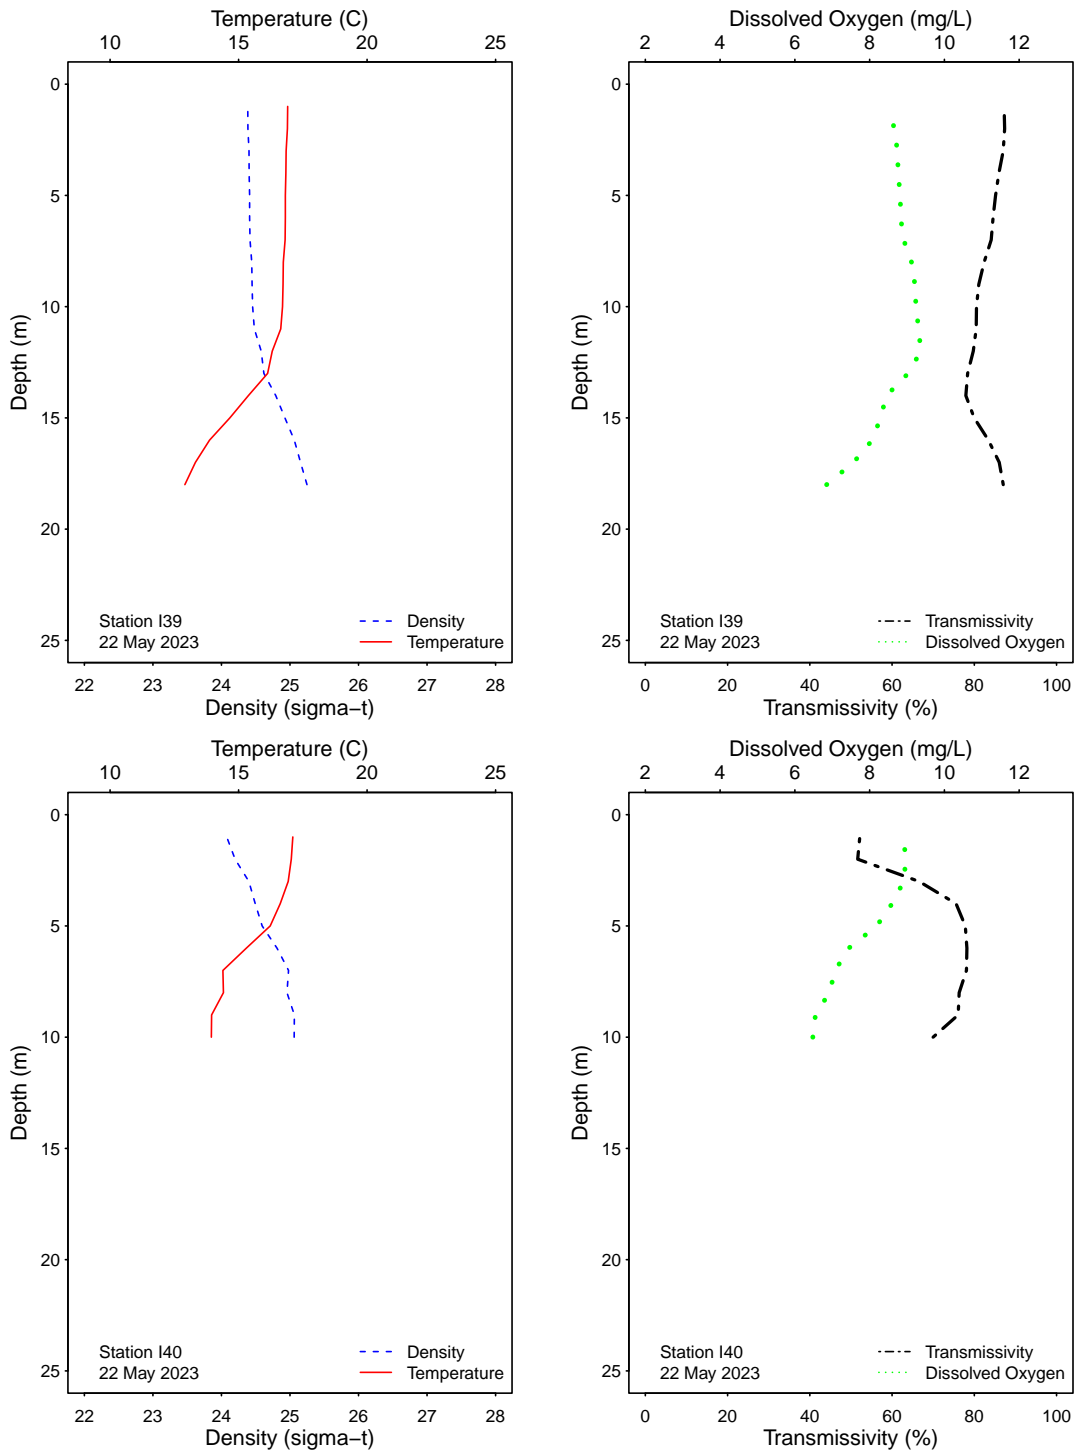 Temperature (C)
10 15 20 25
0
5
10
15
20
25
Depth (m)
Station I39
22 May 2023
Density
Temperature
22 23 24 25 26 27 28
Density (sigma−t)
Dissolved Oxygen (mg/L)
2 4 6 8 10 12
0
5
10
15
20
25
Depth (m)
Station I39
22 May 2023
Transmissivity
Dissolved Oxygen
0 20 40 60 80 100
Transmissivity (%)
Temperature (C)
10 15 20 25
0
5
10
15
20
25
Depth (m)
Station I40
22 May 2023
Density
Temperature
22 23 24 25 26 27 28
Density (sigma−t)
Dissolved Oxygen (mg/L)
2 4 6 8 10 12
0
5
10
15
20
25
Depth (m)
Station I40
22 May 2023
Transmissivity
Dissolved Oxygen
0 20 40 60 80 100
Transmissivity (%)